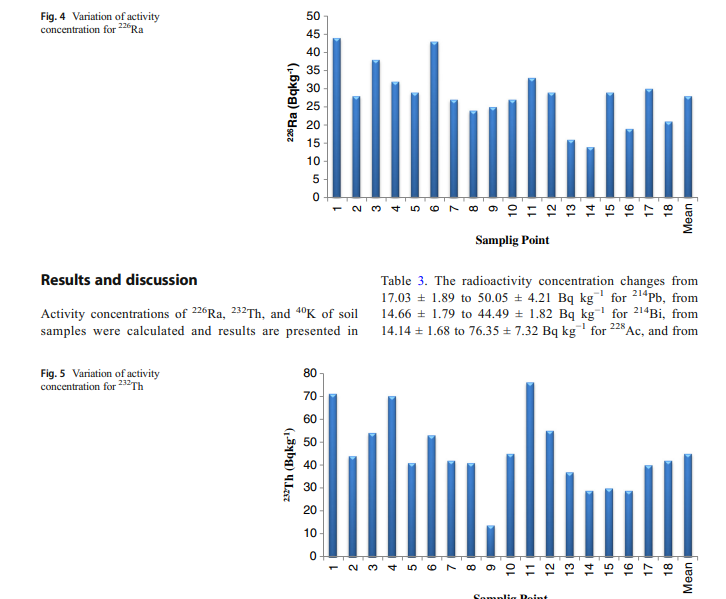 Fig. 4 Variation of activity
concentration for ²²⁶Ra
²²⁶Ra (Bqkg⁻¹)
50
45
40
35
30
25
20
15
10
5
0
1 2 3 4 5 6 7 8 9 10 11 12 13 14 15 16 17 18 Mean
Samplig Point
Results and discussion
Activity concentrations of ²²⁶Ra, ²³²Th, and ⁴⁰K of soil
samples were calculated and results are presented in
Table 3. The radioactivity concentration changes from
17.03 ± 1.89 to 50.05 ± 4.21 Bq kg⁻¹ for ²¹⁴Pb, from
14.66 ± 1.79 to 44.49 ± 1.82 Bq kg⁻¹ for ²¹⁴Bi, from
14.14 ± 1.68 to 76.35 ± 7.32 Bq kg⁻¹ for ²²⁸Ac, and from
Fig. 5 Variation of activity
concentration for ²³²Th
²³²Th (Bqkg⁻¹)
80
70
60
50
40
30
20
10
0
1 2 3 4 5 6 7 8 9 10 11 12 13 14 15 16 17 18 Mean
Samplig Point